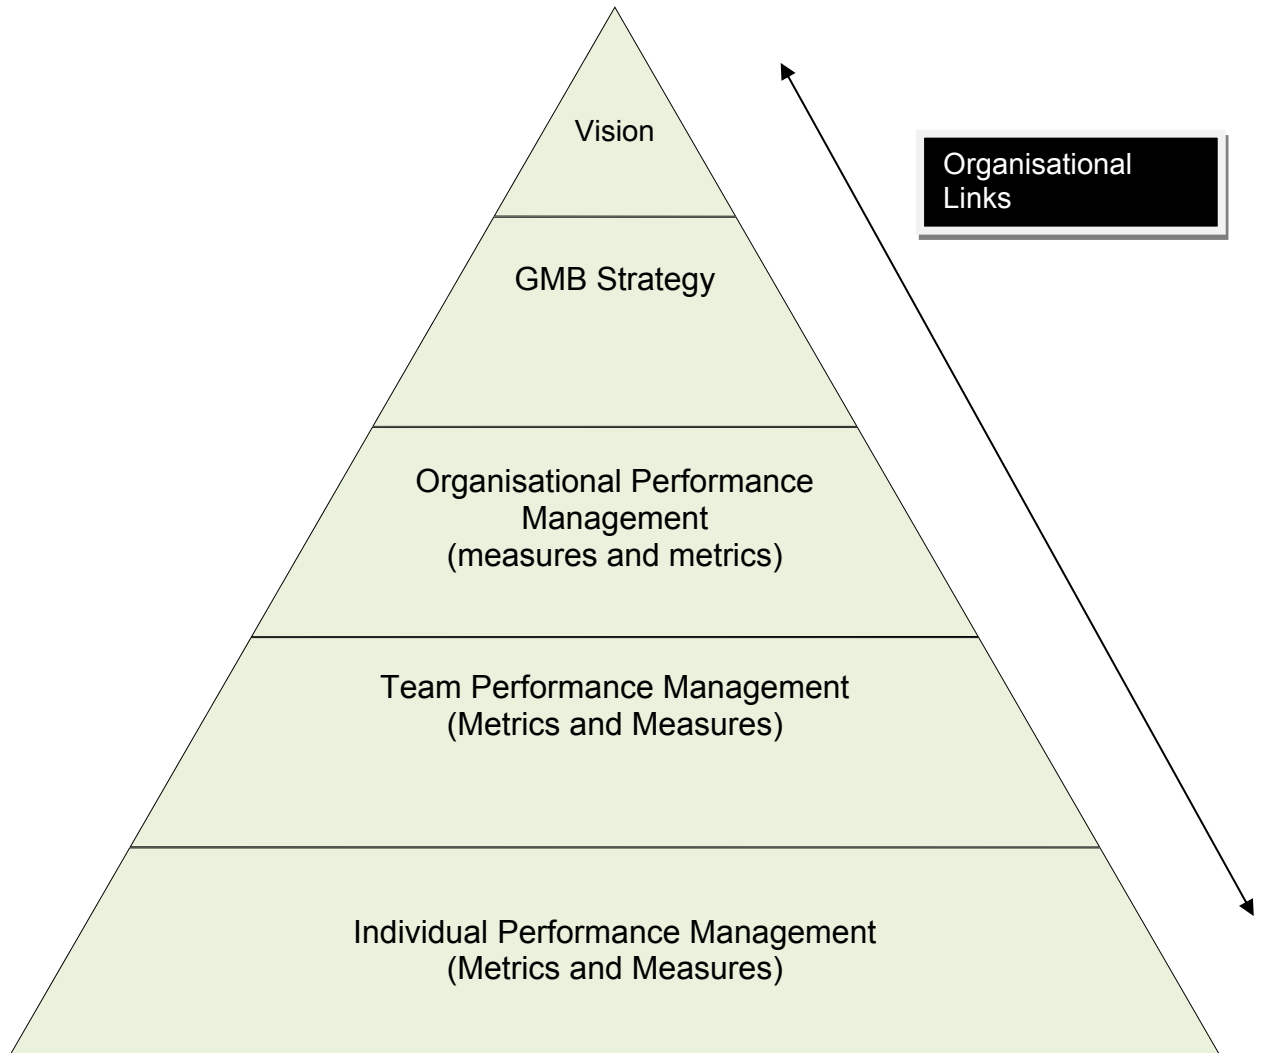 Vision
Organisational
Links
GMB Strategy
Organisational Performance
Management
(measures and metrics)
Team Performance Management
(Metrics and Measures)
Individual Performance Management
(Metrics and Measures)